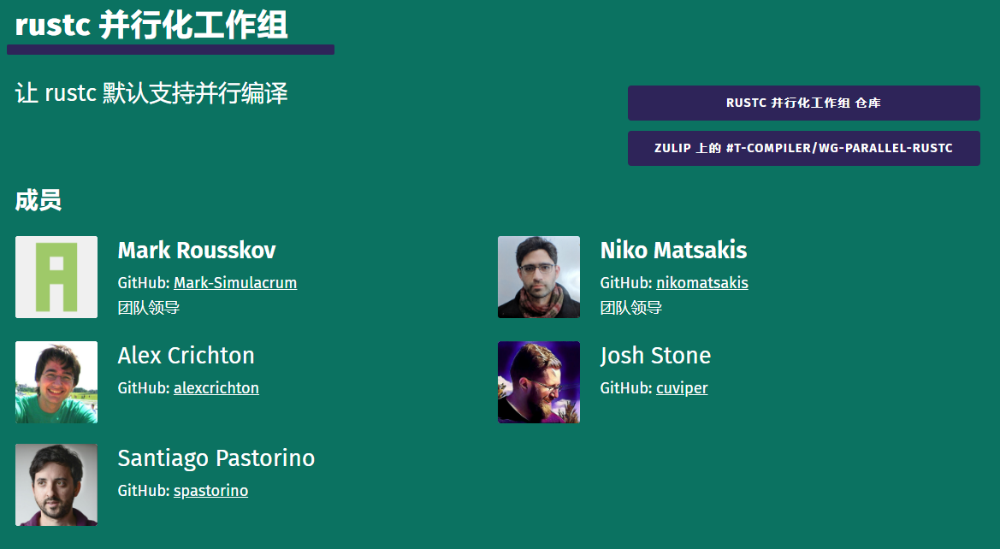 rustc 并行化工作组
让 rustc 默认支持并行编译
RUSTC 并行化工作组 仓库
ZULIP 上的 #T-COMPILER/WG-PARALLEL-RUSTC
成员
Mark Rousskov
GitHub: Mark-Simulacrum
团队领导
Niko Matsakis
GitHub: nikomatsakis
团队领导
Alex Crichton
GitHub: alexcrichton
Josh Stone
GitHub: cuviper
Santiago Pastorino
GitHub: spastorino